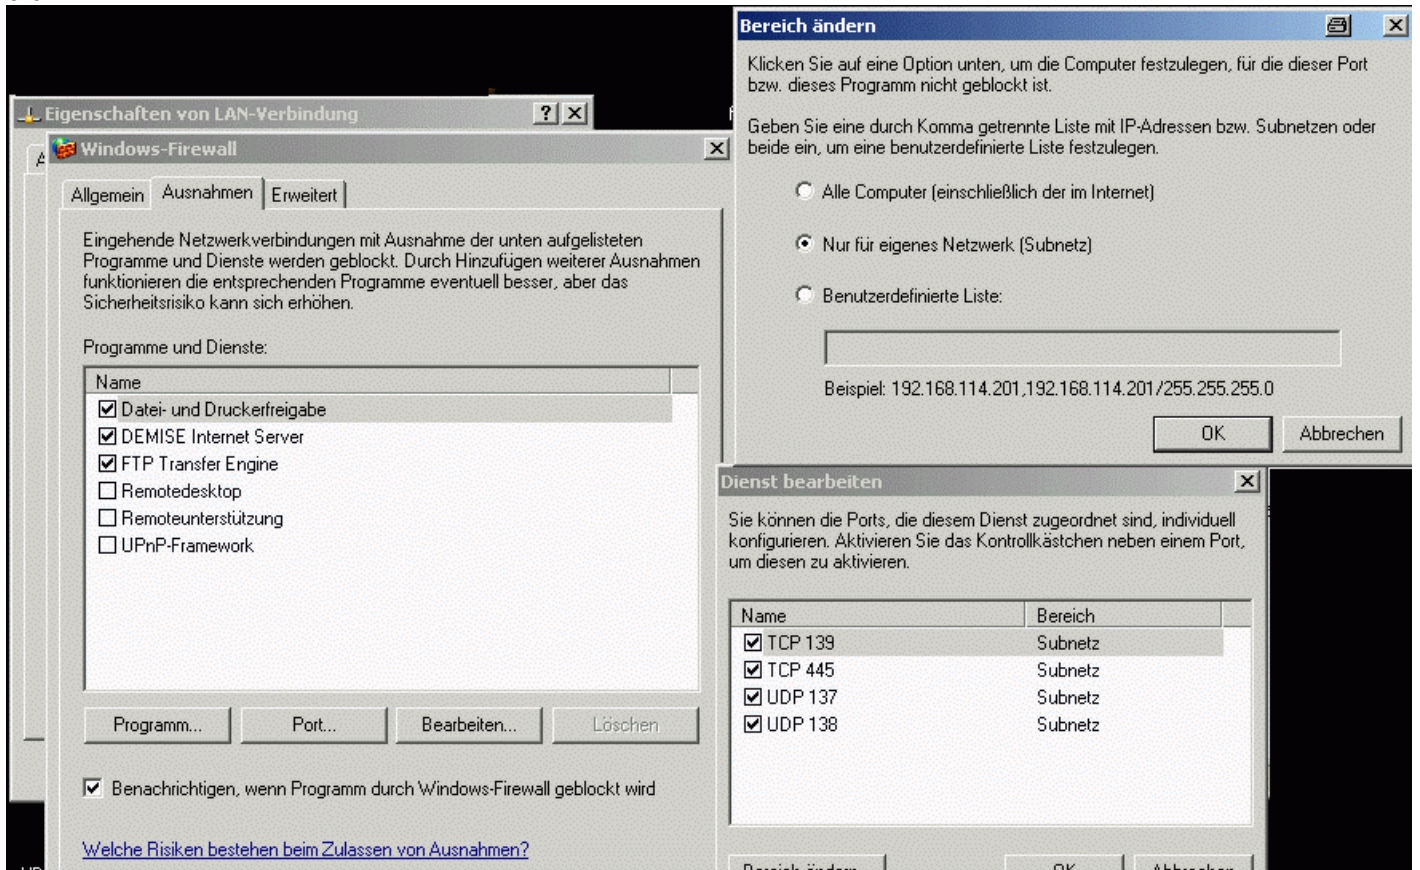 Eigenschaften von LAN-Verbindung
Windows-Firewall
Allgemein
Ausnahmen
Erweitert
Eingehende Netzwerkverbindungen mit Ausnahme der unten aufgelisteten
Programme und Dienste werden geblockt. Durch Hinzufügen weiterer Ausnahmen
funktionieren die entsprechenden Programme eventuell besser, aber das
Sicherheitsrisiko kann sich erhöhen.
Programme und Dienste:
Name
Datei- und Druckerfreigabe
DEMISE Internet Server
FTP Transfer Engine
Remotedesktop
Remoteunterstützung
UPnP-Framework
Programm...
Port...
Bearbeiten...
Löschen
Benachrichtigen, wenn Programm durch Windows-Firewall geblockt wird
Welche Risiken bestehen beim Zulassen von Ausnahmen?
Bereich ändern
Klicken Sie auf eine Option unten, um die Computer festzulegen, für die dieser Port
bzw. dieses Programm nicht geblockt ist.
Geben Sie eine durch Komma getrennte Liste mit IP-Adressen bzw. Subnetzen oder
beide ein, um eine benutzerdefinierte Liste festzulegen.
Alle Computer (einschließlich der im Internet)
Nur für eigenes Netzwerk (Subnetz)
Benutzerdefinierte Liste:
Beispiel: 192.168.114.201,192.168.114.201/255.255.255.0
OK
Abbrechen
Dienst bearbeiten
Sie können die Ports, die diesem Dienst zugeordnet sind, individuell
konfigurieren. Aktivieren Sie das Kontrollkästchen neben einem Port,
um diesen zu aktivieren.
Name Bereich
TCP 139 Subnetz
TCP 445 Subnetz
UDP 137 Subnetz
UDP 138 Subnetz
Bereich ändern
OK
Abbrechen